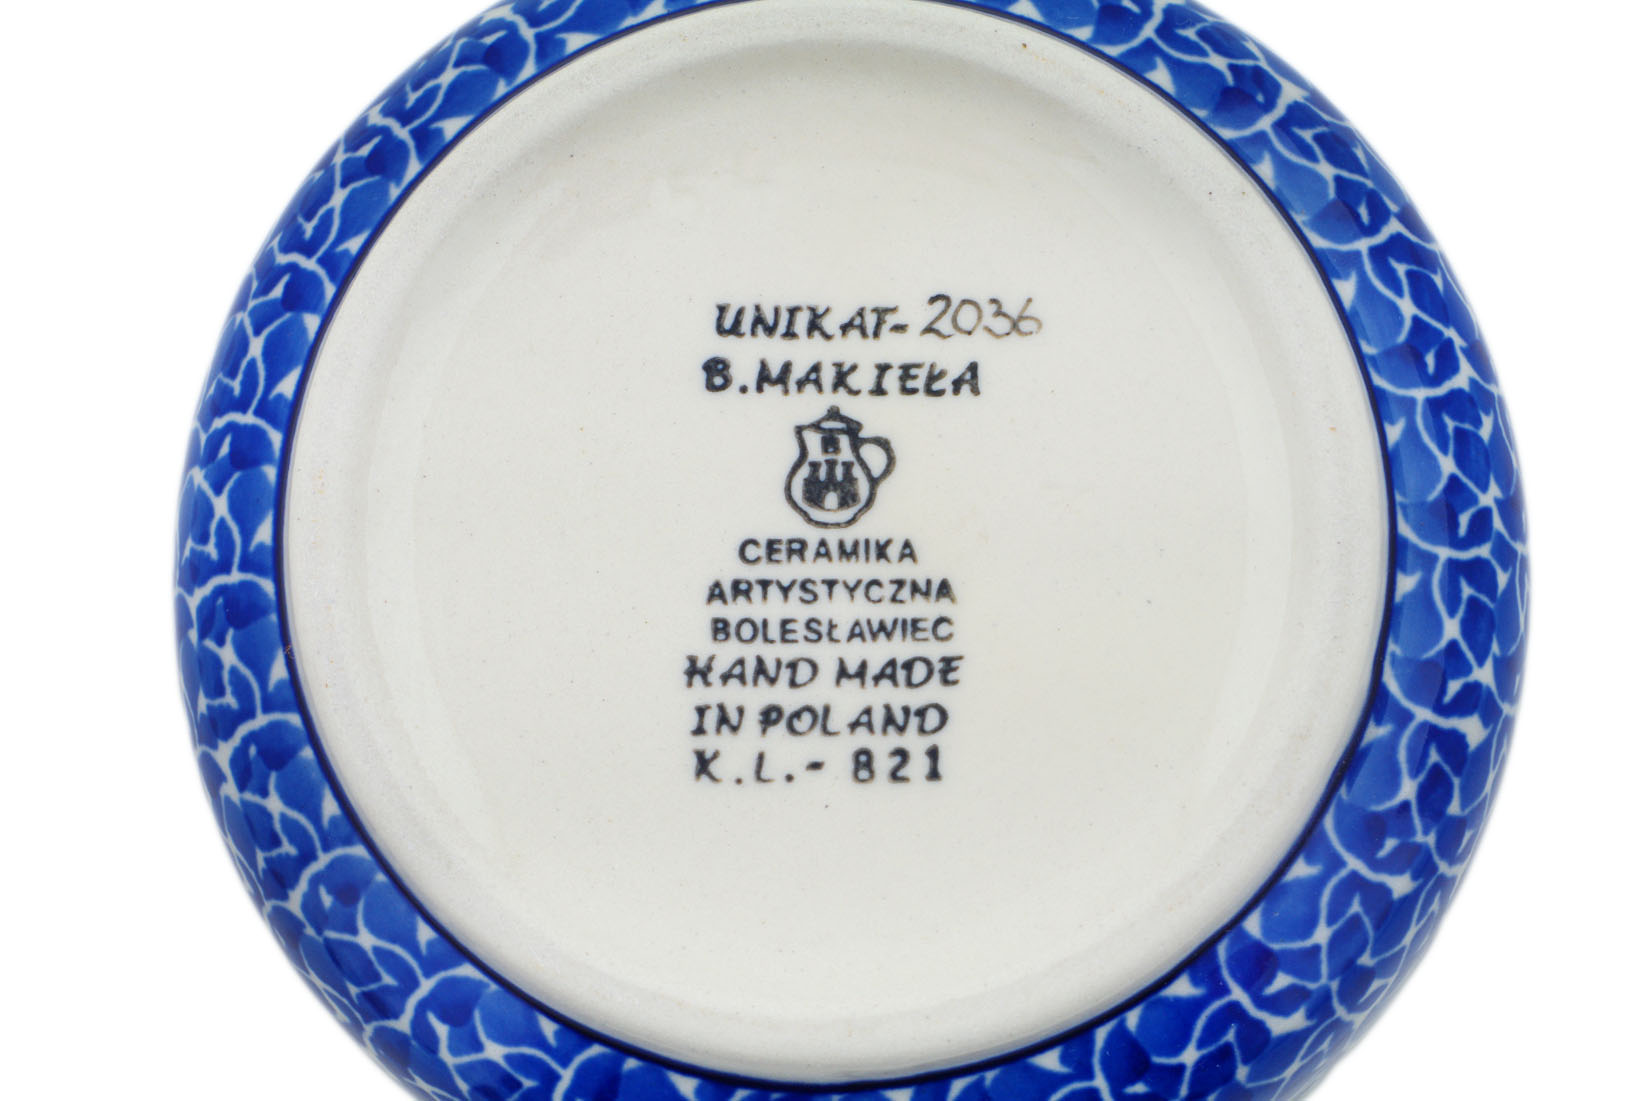 UNIKAT-2036
B.MAKIEŁA
B
CERAMIKA
ARTYSTYCZNA
BOLESŁAWIEC
HAND MADE
IN POLAND
K.L.- 821